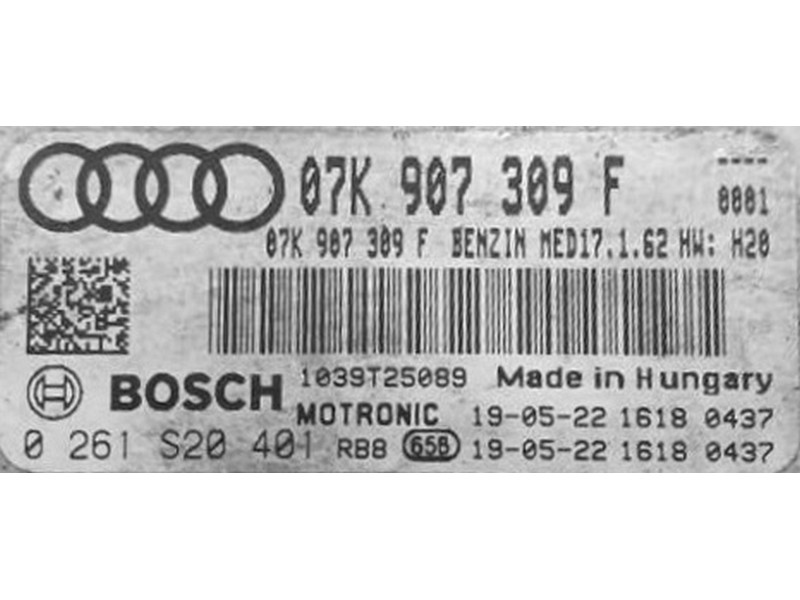 07K 907 309 F ----
0001
07K 907 309 F BENZIN MED17.1.62 HW: H20
BOSCH 1039T25089 Made in Hungary
MOTRONIC 19-05-22 1618 0437
0 261 S20 401 RB8 65B 19-05-22 1618 0437